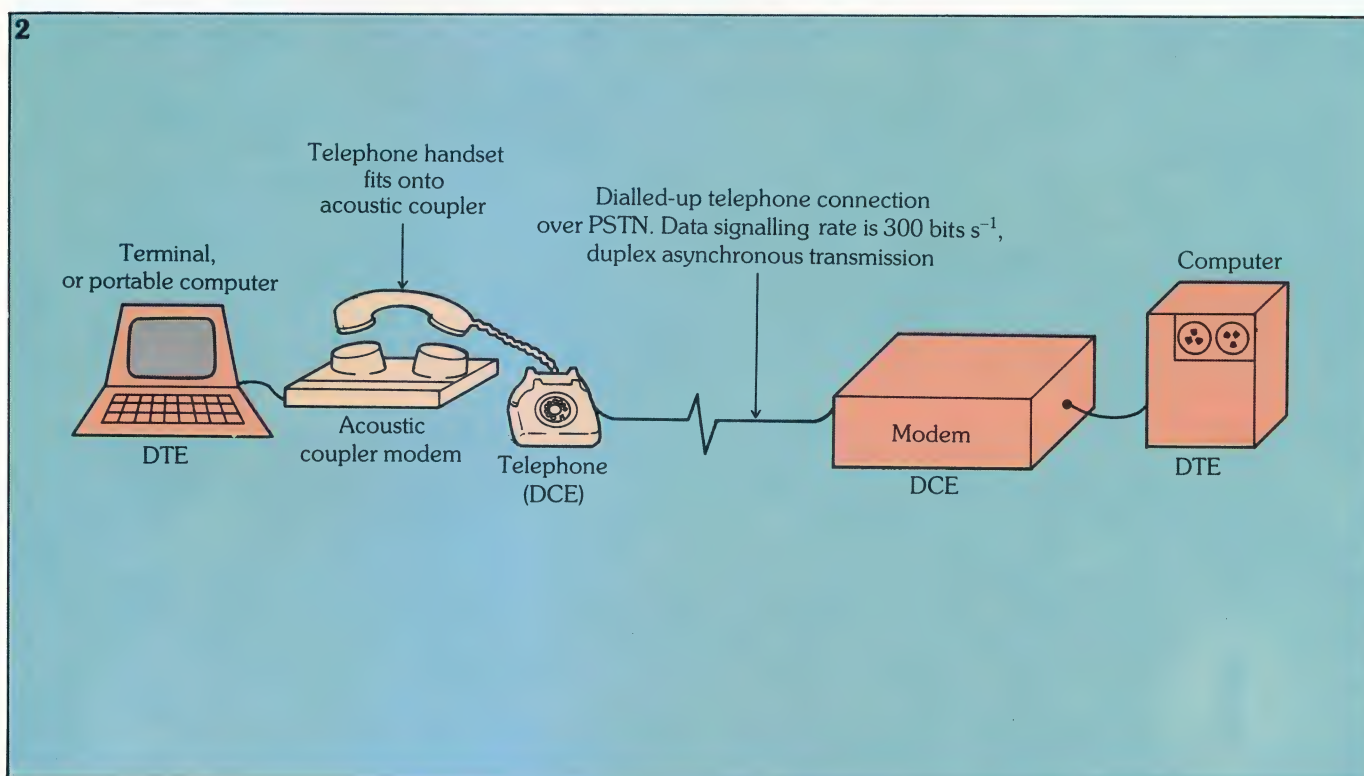 2
Telephone handset
fits onto
acoustic coupler
Dialled-up telephone connection
over PSTN. Data signalling rate is 300 bits s⁻¹,
duplex asynchronous transmission
Terminal,
or portable computer
Computer
DTE
Acoustic
coupler modem
Telephone
(DCE)
Modem
DCE
DTE